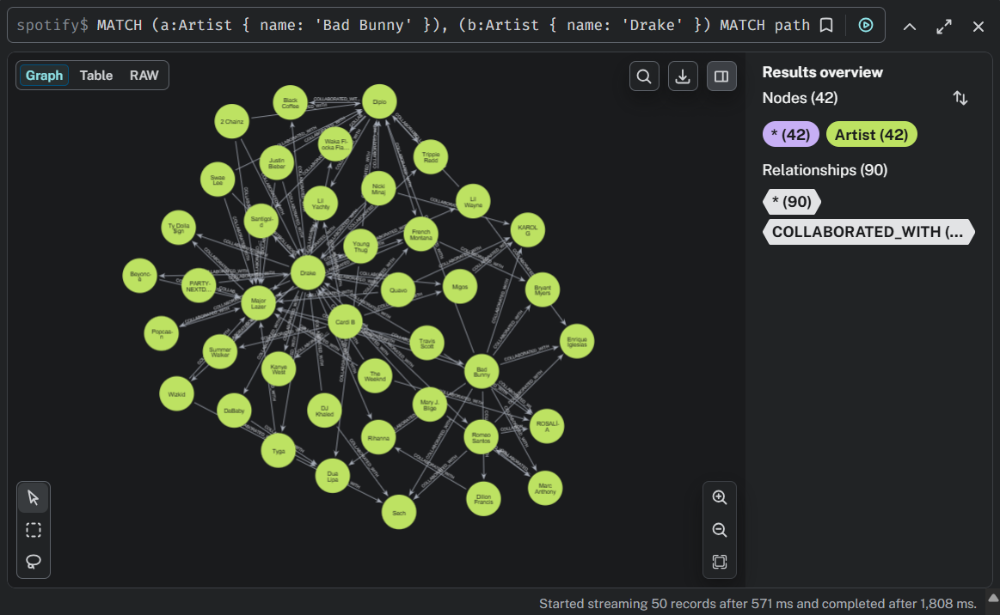 spotify$ MATCH (a:Artist { name: 'Bad Bunny' }), (b:Artist { name: 'Drake' }) MATCH path
Graph Table RAW
Results overview
Nodes (42)
* (42) Artist (42)
Relationships (90)
* (90)
COLLABORATED_WITH (...
Black
Coffee
Diplo
2 Chainz
Waka Fl-
ocka Fla...
Trippie
Redd
Justin
Bieber
Swae
Lee
Nicki
Minaj
Lil
Yachty
Lil
Wayne
Santigol-
d
Ty Dolla
$ign
KAROL
G
French
Montana
Young
Thug
Beyonc-
é
Drake
PARTY-
NEXTD...
Quavo
Migos
Bryant
Myers
Major
Lazer
Cardi B
Popcaa-
n
Enrique
Iglesias
Travis
Scott
Summer
Walker
Kanye
West
The
Weeknd
Bad
Bunny
Wizkid
DaBaby
DJ
Khaled
Mary J.
Blige
ROSALÍ-
A
Rihanna
Romeo
Santos
Tyga
Dua
Lipa
Marc
Anthony
Dillon
Francis
Sech
COLLABORATED_WITH
Started streaming 50 records after 571 ms and completed after 1,808 ms.